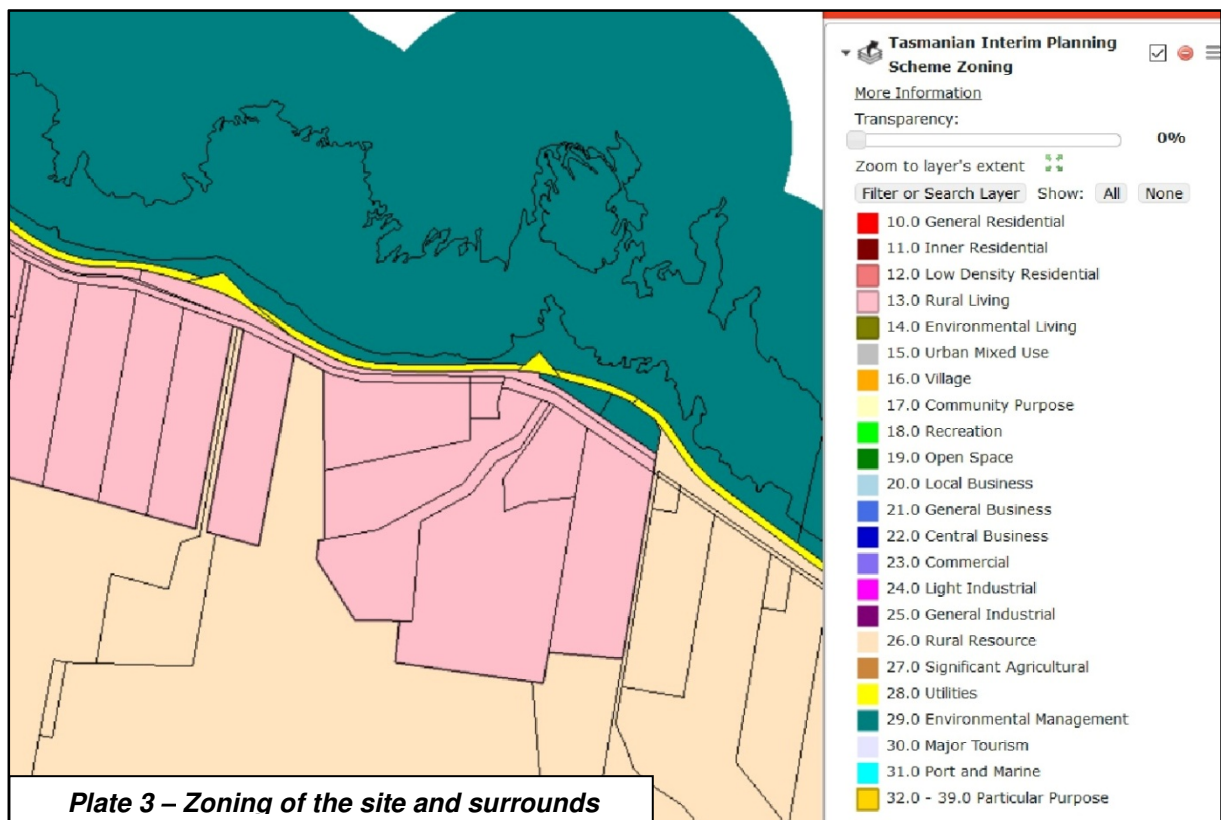 Tasmanian Interim Planning
Scheme Zoning
More Information
Transparency:
0%
Zoom to layer's extent
Filter or Search Layer Show: All None
10.0 General Residential
11.0 Inner Residential
12.0 Low Density Residential
13.0 Rural Living
14.0 Environmental Living
15.0 Urban Mixed Use
16.0 Village
17.0 Community Purpose
18.0 Recreation
19.0 Open Space
20.0 Local Business
21.0 General Business
22.0 Central Business
23.0 Commercial
24.0 Light Industrial
25.0 General Industrial
26.0 Rural Resource
27.0 Significant Agricultural
28.0 Utilities
29.0 Environmental Management
30.0 Major Tourism
31.0 Port and Marine
32.0 - 39.0 Particular Purpose
Plate 3 – Zoning of the site and surrounds